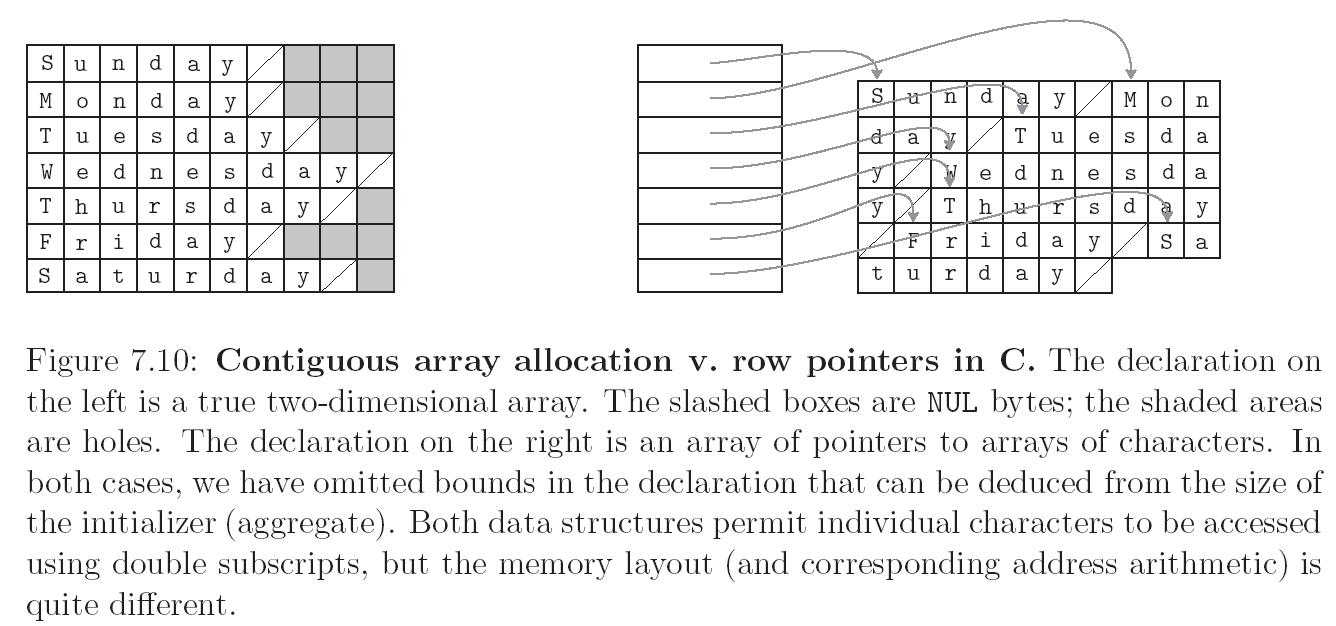 S u n d a y
M o n d a y
T u e s d a y
W e d n e s d a y
T h u r s d a y
F r i d a y
S a t u r d a y
S u n d a y M o n
d a y T u e s d a
y W e d n e s d a
y T h u r s d a y
F r i d a y S a
t u r d a y
Figure 7.10: Contiguous array allocation v. row pointers in C. The declaration on
the left is a true two-dimensional array. The slashed boxes are NUL bytes; the shaded areas
are holes. The declaration on the right is an array of pointers to arrays of characters. In
both cases, we have omitted bounds in the declaration that can be deduced from the size of
the initializer (aggregate). Both data structures permit individual characters to be accessed
using double subscripts, but the memory layout (and corresponding address arithmetic) is
quite different.